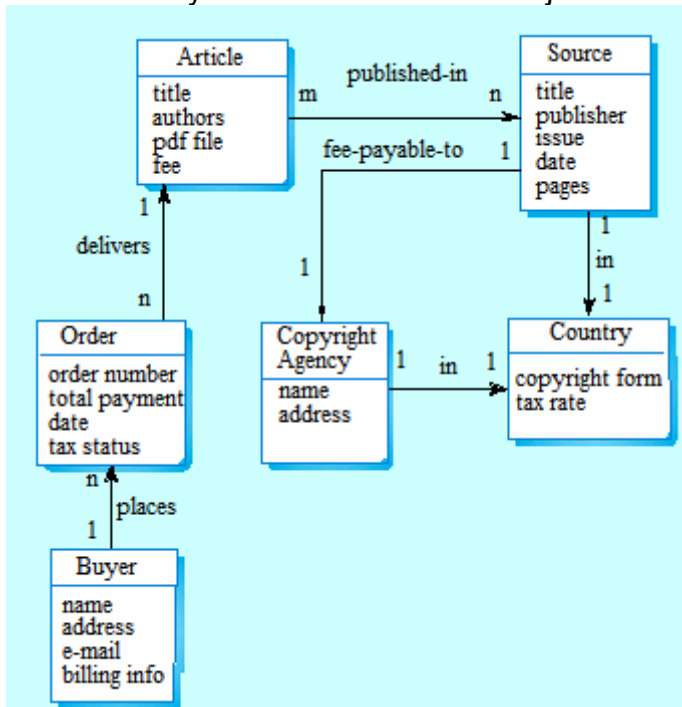 Article
title
authors
pdf file
fee
m
published-in
n
Source
title
publisher
issue
date
pages
fee-payable-to
1
1
1
delivers
n
1
in
1
Order
order number
total payment
date
tax status
Copyright
Agency
name
address
1
in
1
Country
copyright form
tax rate
n
places
1
Buyer
name
address
e-mail
billing info